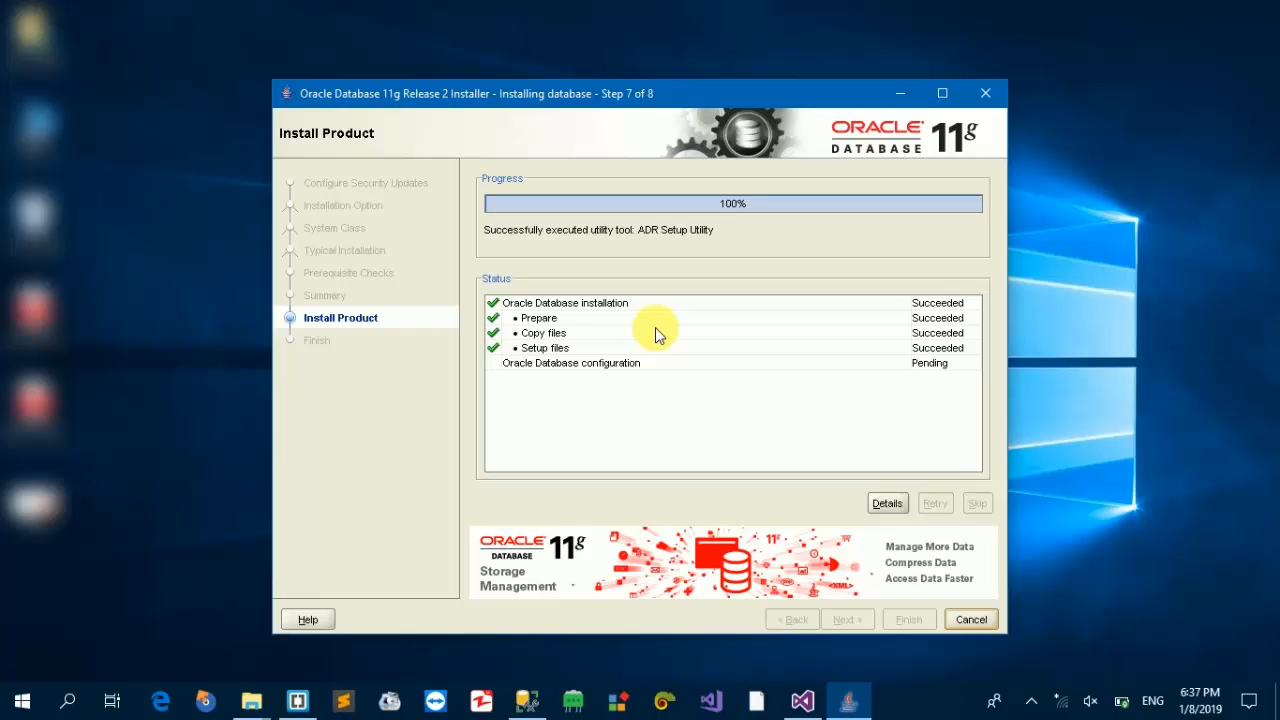 Oracle Database 11g Release 2 Installer - Installing database - Step 7 of 8
Install Product
ORACLE
DATABASE
11g
Configure Security Updates
Installation Option
System Class
Typical Installation
Prerequisite Checks
Summary
Install Product
Finish
Progress
100%
Successfully executed utility tool: ADR Setup Utility
Status
Oracle Database installation Succeeded
• Prepare Succeeded
• Copy files Succeeded
• Setup files Succeeded
Oracle Database configuration Pending
Details Retry Skip
ORACLE
DATABASE
11g
Storage
Management
11g
<XML>
Manage More Data
Compress Data
Access Data Faster
Help < Back Next > Finish Cancel
ENG
6:37 PM
1/8/2019